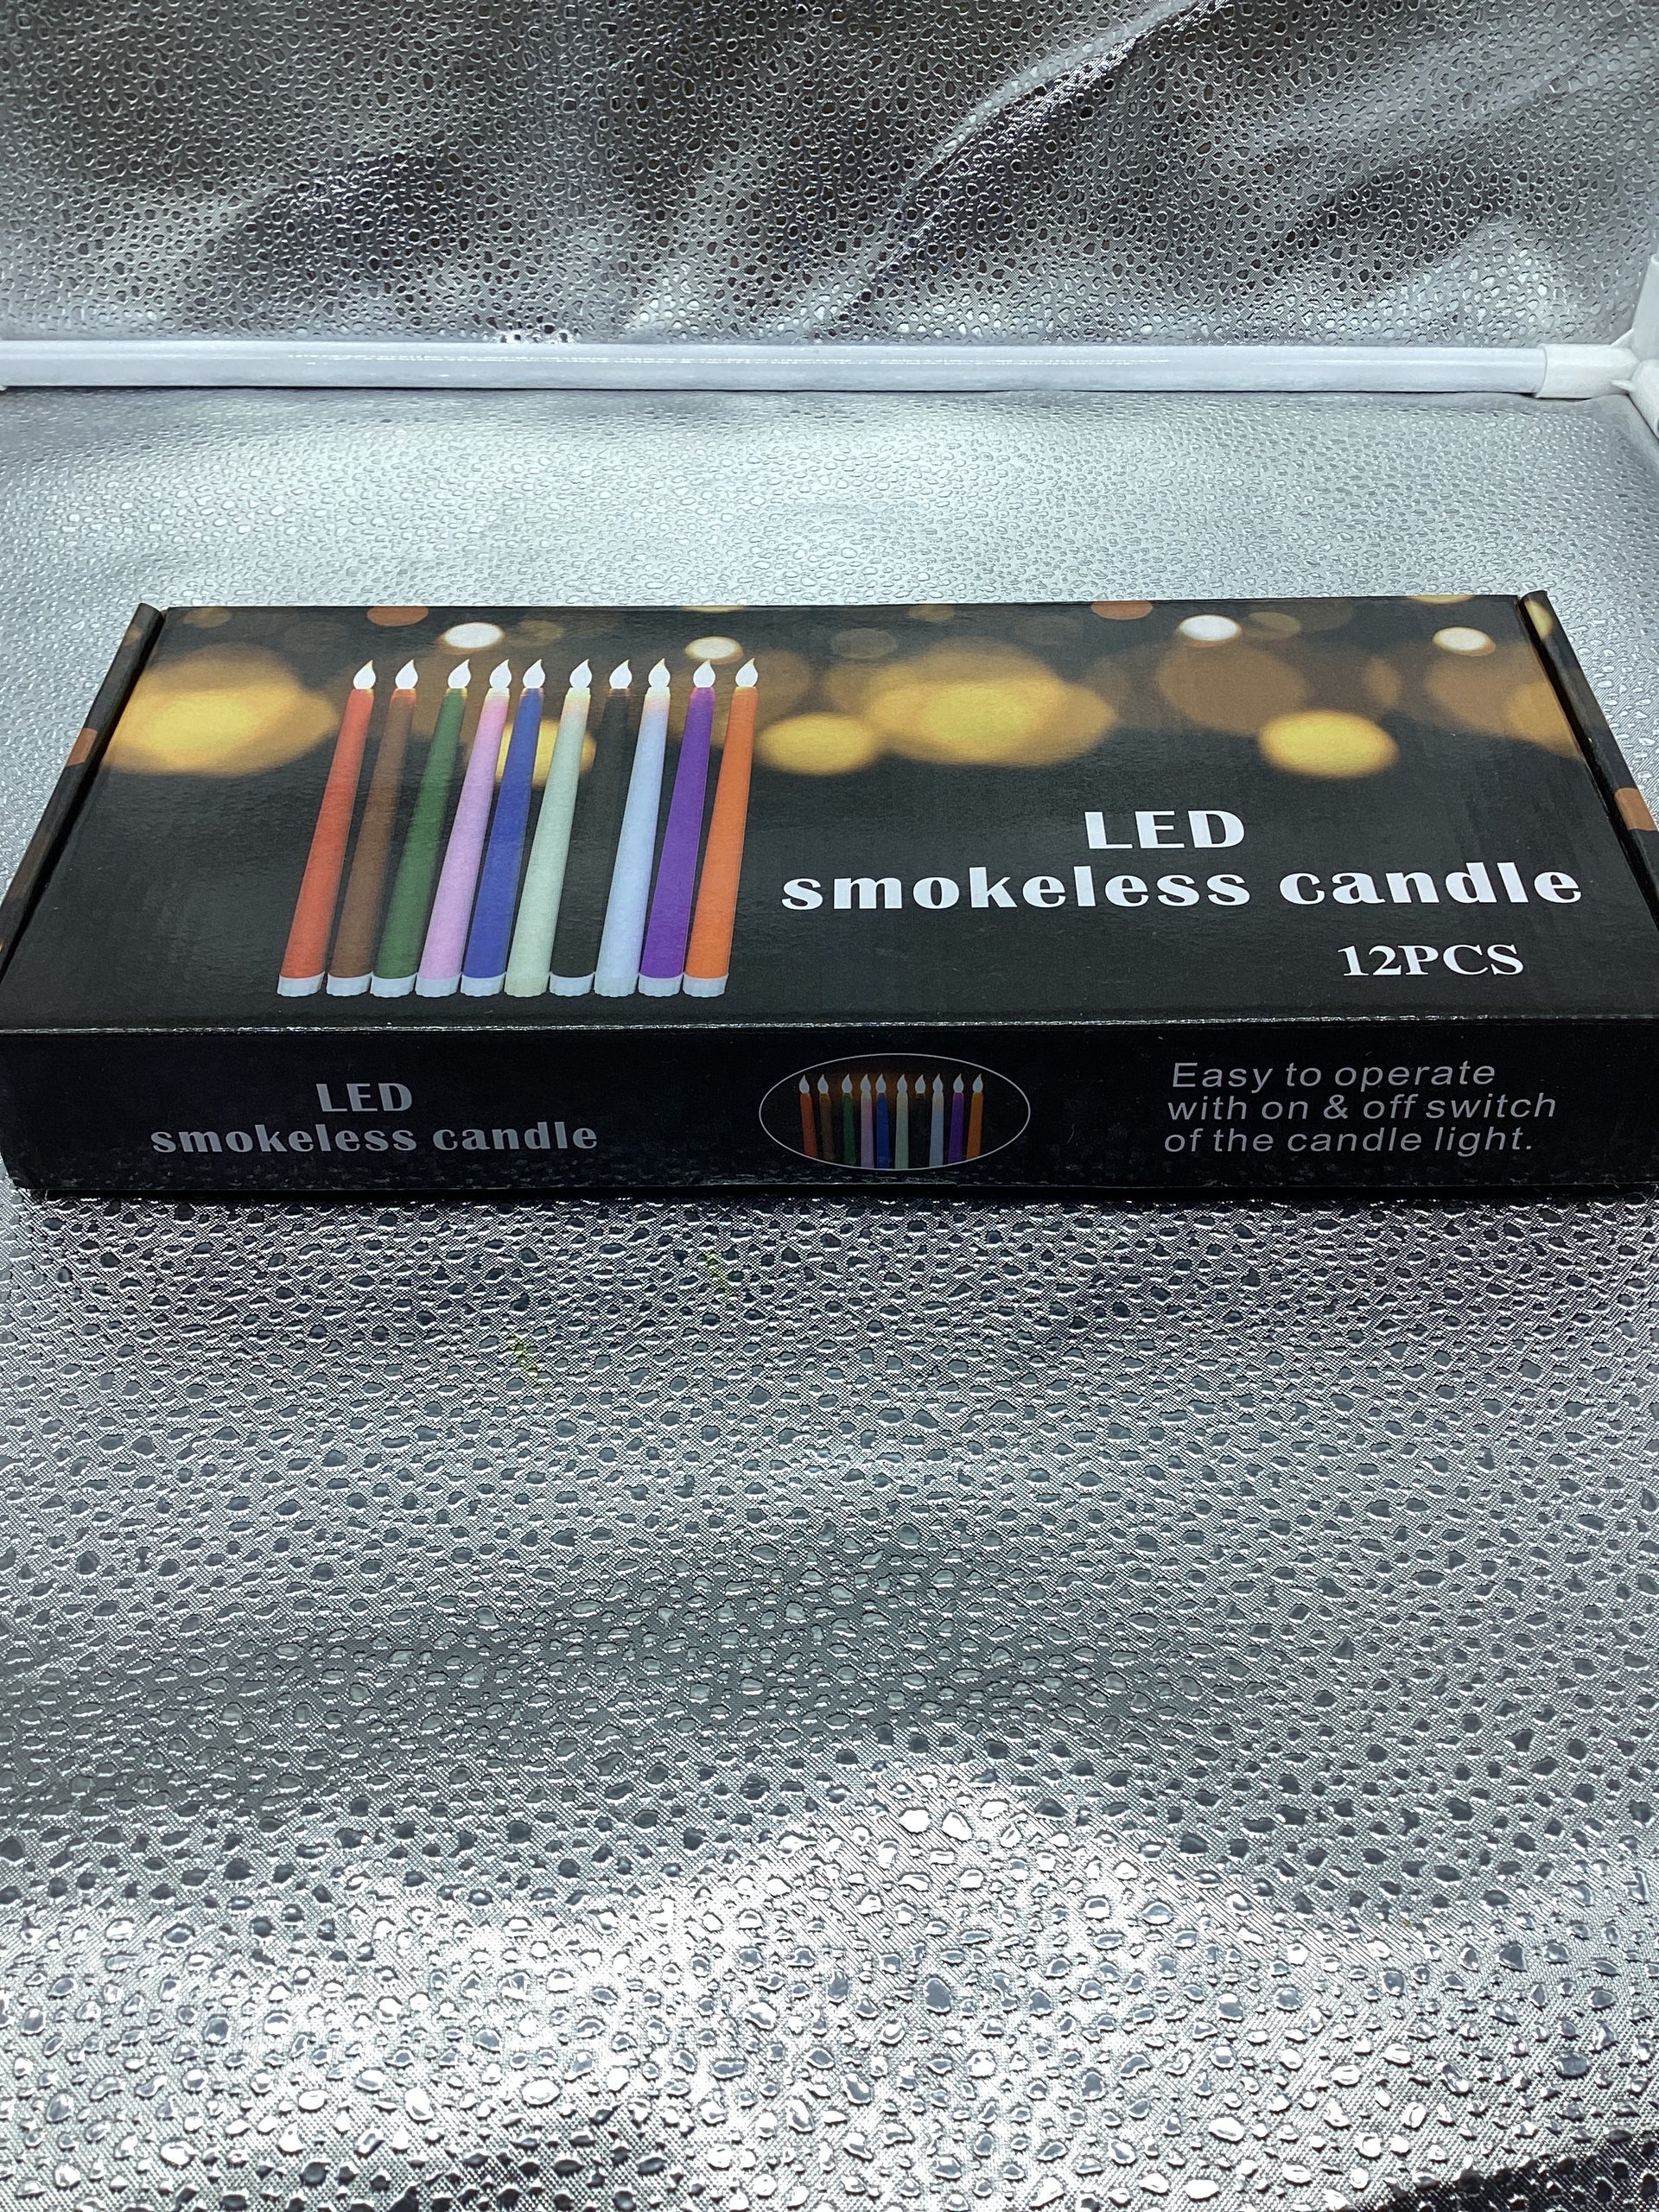 LED
smokeless candle
12PCS
LED
smokeless candle
Easy to operate
with on & off switch
of the candle light.